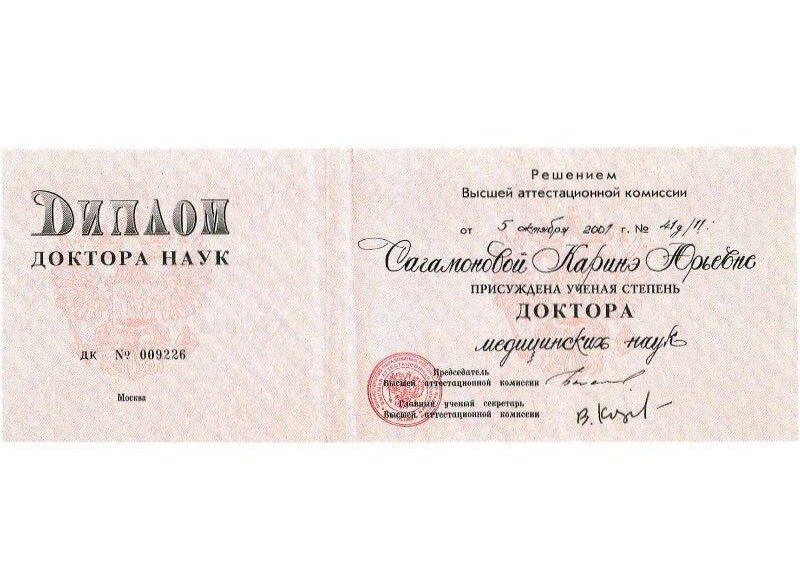 Диплом
ДОКТОРА НАУК
ДК № 009226
Москва
Решением
Высшей аттестационной комиссии
от 5 октября 2001 г. № 41д/11.
Сагамоновой Каринэ Юрьевне
ПРИСУЖДЕНА УЧЕНАЯ СТЕПЕНЬ
ДОКТОРА
медицинских наук
Председатель
Высшей аттестационной комиссии
Главный ученый секретарь
Высшей аттестационной комиссии